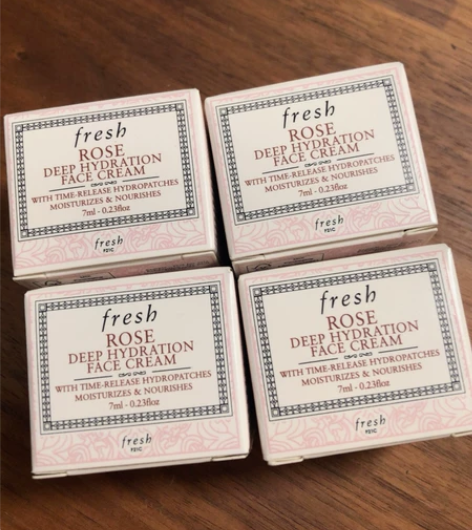 fresh
ROSE
DEEP HYDRATION
FACE CREAM
WITH TIME-RELEASE HYDROPATCHES
MOISTURIZES & NOURISHES
7ml - 0.23floz
fresh
fresh
ROSE
DEEP HYDRATION
FACE CREAM
WITH TIME-RELEASE HYDROPATCHES
MOISTURIZES & NOURISHES
7ml - 0.23floz
fresh
fresh
ROSE
DEEP HYDRATION
FACE CREAM
WITH TIME-RELEASE HYDROPATCHES
MOISTURIZES & NOURISHES
7ml - 0.23floz
fresh
fresh
ROSE
DEEP HYDRATION
FACE CREAM
WITH TIME-RELEASE HYDROPATCHES
MOISTURIZES & NOURISHES
7ml - 0.23floz
fresh